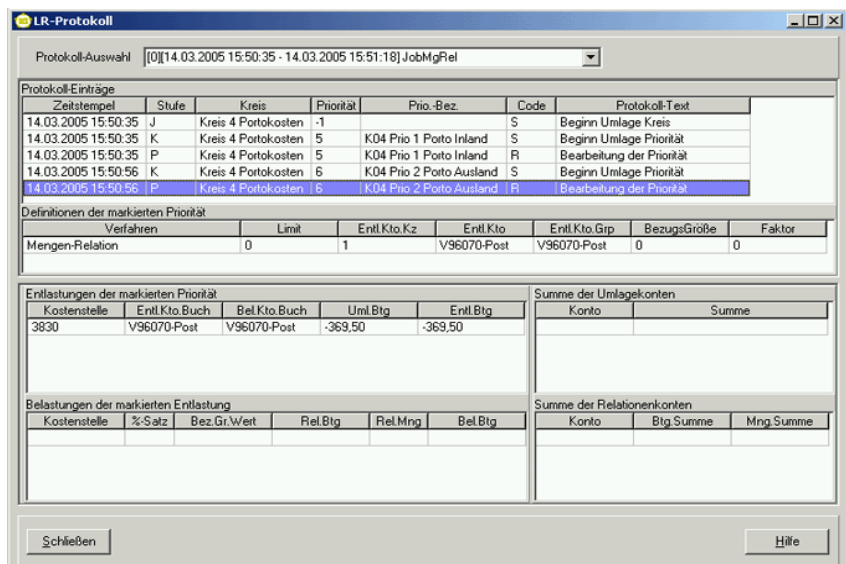 LR-Protokoll
Protokoll-Auswahl [0][14.03.2005 15:50:35 - 14.03.2005 15:51:18] JobMgRel
Protokoll-Einträge
Zeitstempel Stufe Kreis Priorität Prio.-Bez. Code Protokoll-Text
14.03.2005 15:50:35 J Kreis 4 Portokosten -1 S Beginn Umlage Kreis
14.03.2005 15:50:35 K Kreis 4 Portokosten 5 K04 Prio 1 Porto Inland S Beginn Umlage Priorität
14.03.2005 15:50:35 P Kreis 4 Portokosten 5 K04 Prio 1 Porto Inland R Bearbeitung der Priorität
14.03.2005 15:50:56 K Kreis 4 Portokosten 6 K04 Prio 2 Porto Ausland S Beginn Umlage Priorität
14.03.2005 15:50:56 P Kreis 4 Portokosten 6 K04 Prio 2 Porto Ausland R Bearbeitung der Priorität
Definitionen der markierten Priorität
Verfahren Limit Entl.Kto.Kz Entl.Kto Entl.Kto.Grp BezugsGröße Faktor
Mengen-Relation 0 1 V96070-Post V96070-Post 0 0
Entlastungen der markierten Priorität
Kostenstelle Entl.Kto.Buch Bel.Kto.Buch Uml.Btg Entl.Btg
3830 V96070-Post V96070-Post -369,50 -369,50
Summe der Umlagekonten
Konto Summe
Belastungen der markierten Entlastung
Kostenstelle %-Satz Bez.Gr.Wert Rel.Btg Rel.Mng Bel.Btg
Summe der Relationenkonten
Konto Btg.Summe Mng.Summe
Schließen
Hilfe